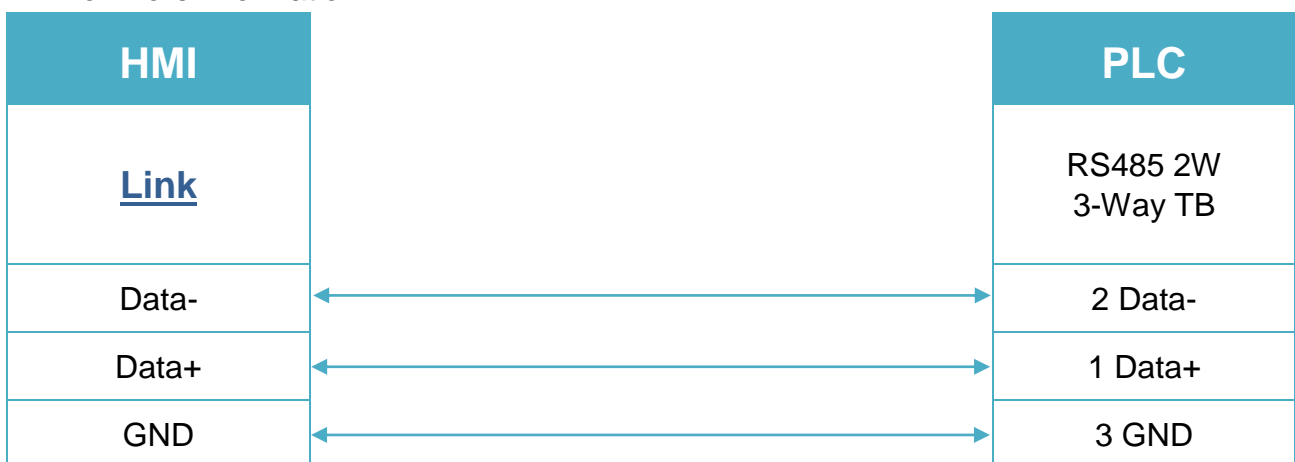 HMI
PLC
Link
RS485 2W
3-Way TB
Data-
2 Data-
Data+
1 Data+
GND
3 GND